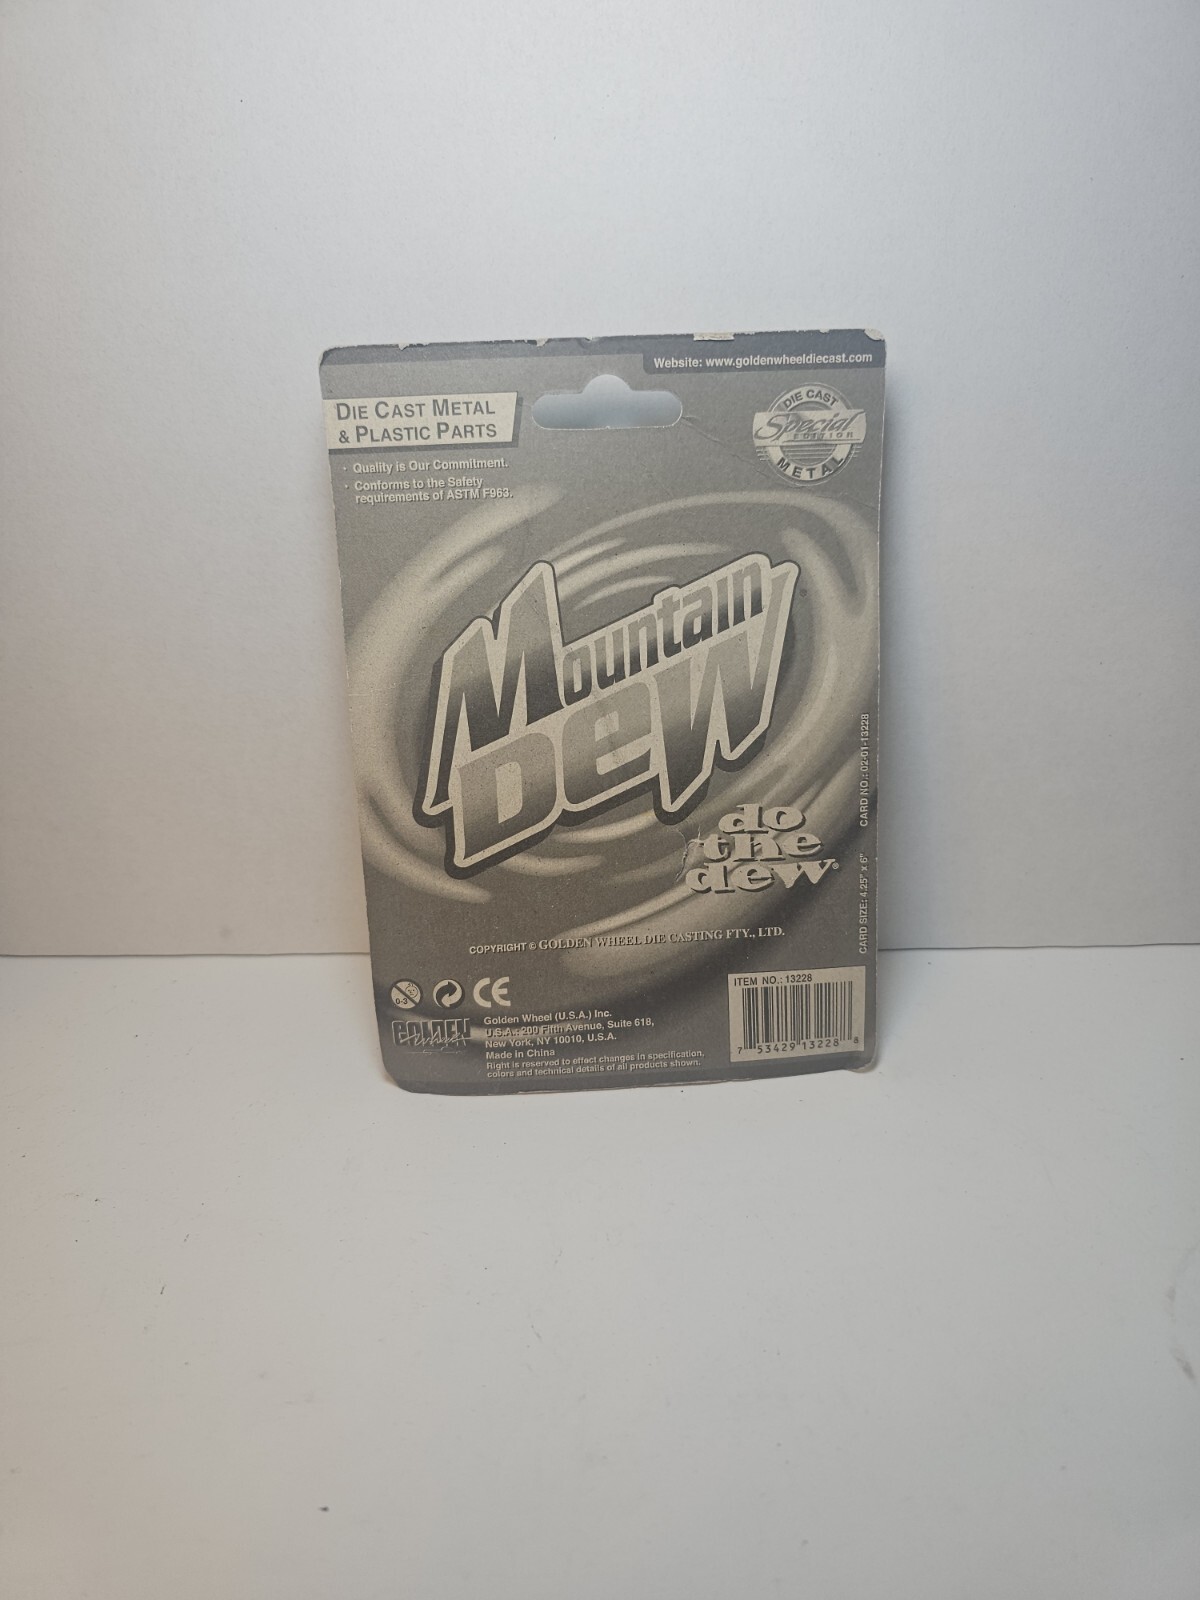 Website: www.goldenwheeldiecast.com
DIE CAST METAL
& PLASTIC PARTS
• Quality is Our Commitment.
• Conforms to the Safety
requirements of ASTM F963.
DIE CAST
Special
EDITION
METAL
Mountain
DEW
®
do
the
dew®
CARD SIZE: 4.25" x 6" CARD NO.: 02-01-13228
COPYRIGHT © GOLDEN WHEEL DIE CASTING FTY., LTD.
0-3
CE
GOLDEN
Wheel
Golden Wheel (U.S.A.) Inc.
U.S.A.: 200 Fifth Avenue, Suite 618,
New York, NY 10010, U.S.A.
Made in China
Right is reserved to effect changes in specification,
colors and technical details of all products shown.
ITEM NO.: 13228
7 53429 13228 8